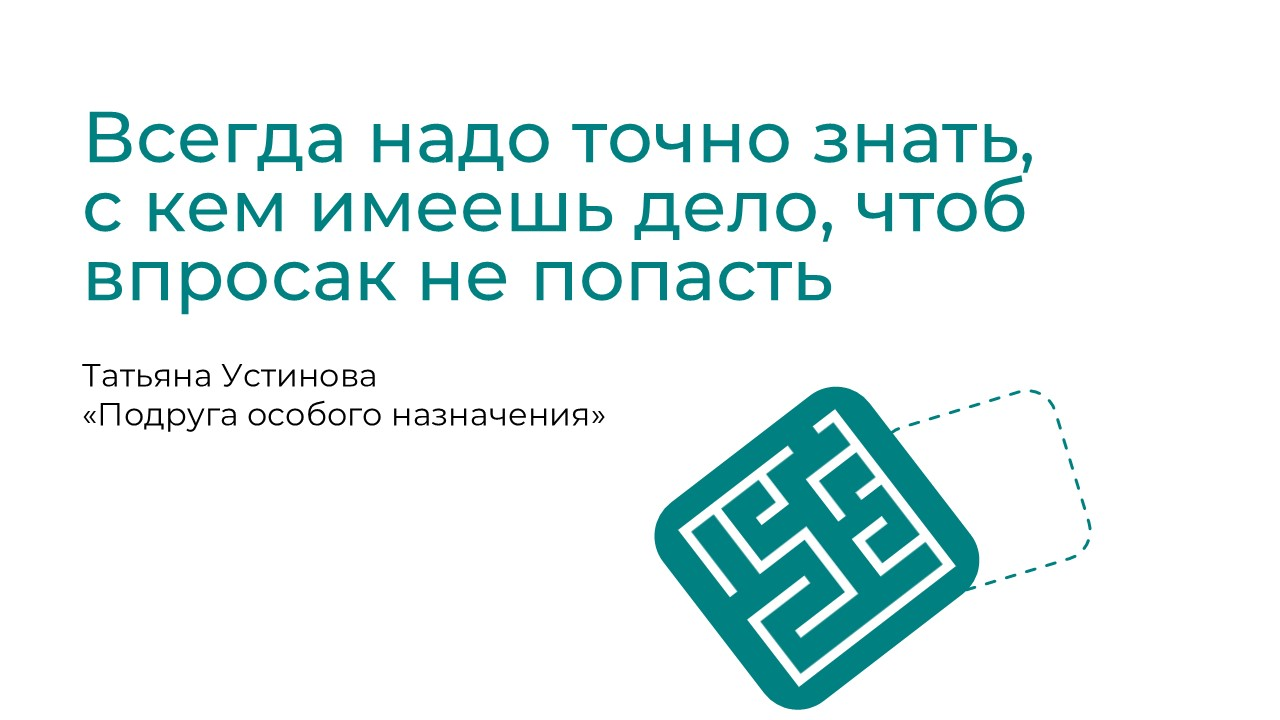 Всегда надо точно знать,
с кем имеешь дело, чтоб
впросак не попасть
Татьяна Устинова
«Подруга особого назначения»